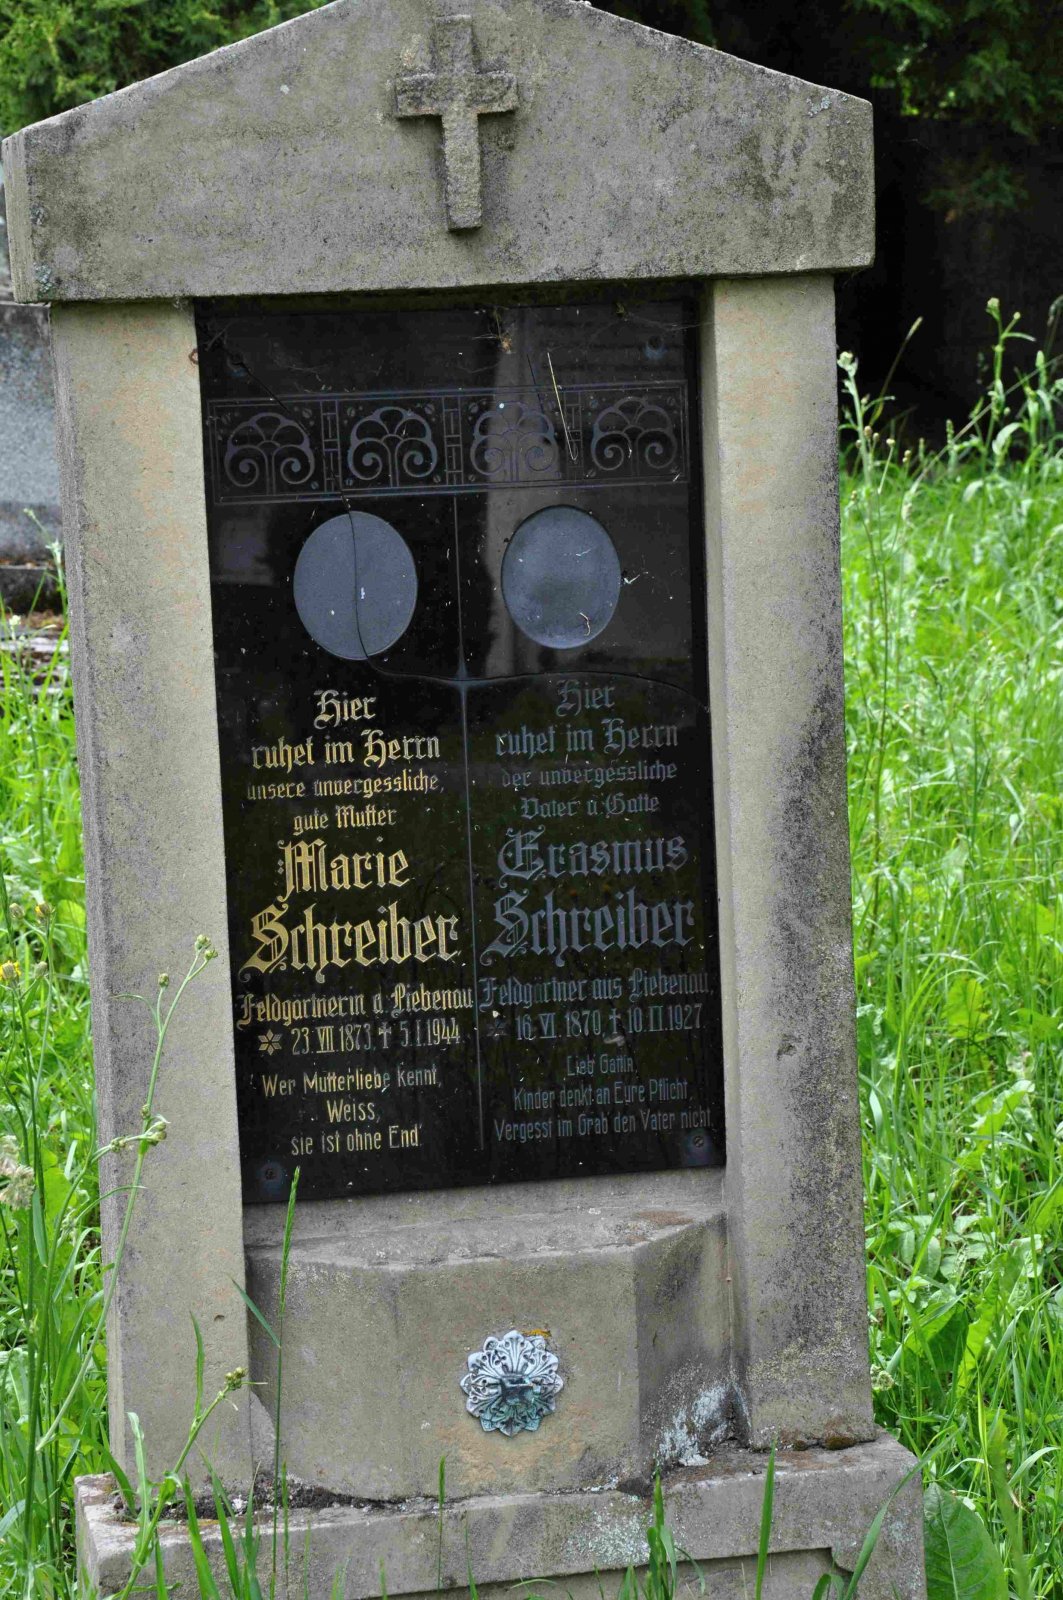 Hier
ruhet im Herrn
unsere unvergessliche,
gute Mutter
Marie
Schreiber
Feldgärtnerin a. Piebenau
* 23. VII. 1873, † 5. I. 1944.
Wer Mutterliebe kennt,
Weiss,
sie ist ohne End'
Hier
ruhet im Herrn
der unvergessliche
Vater u. Gatte
Erasmus
Schreiber
Feldgärtner aus Piebenau,
* 16. VI. 1870, † 10. II. 1927
Lieb Gattin,
Kinder denkt an Eure Pflicht,
Vergesst im Grab den Vater nicht.